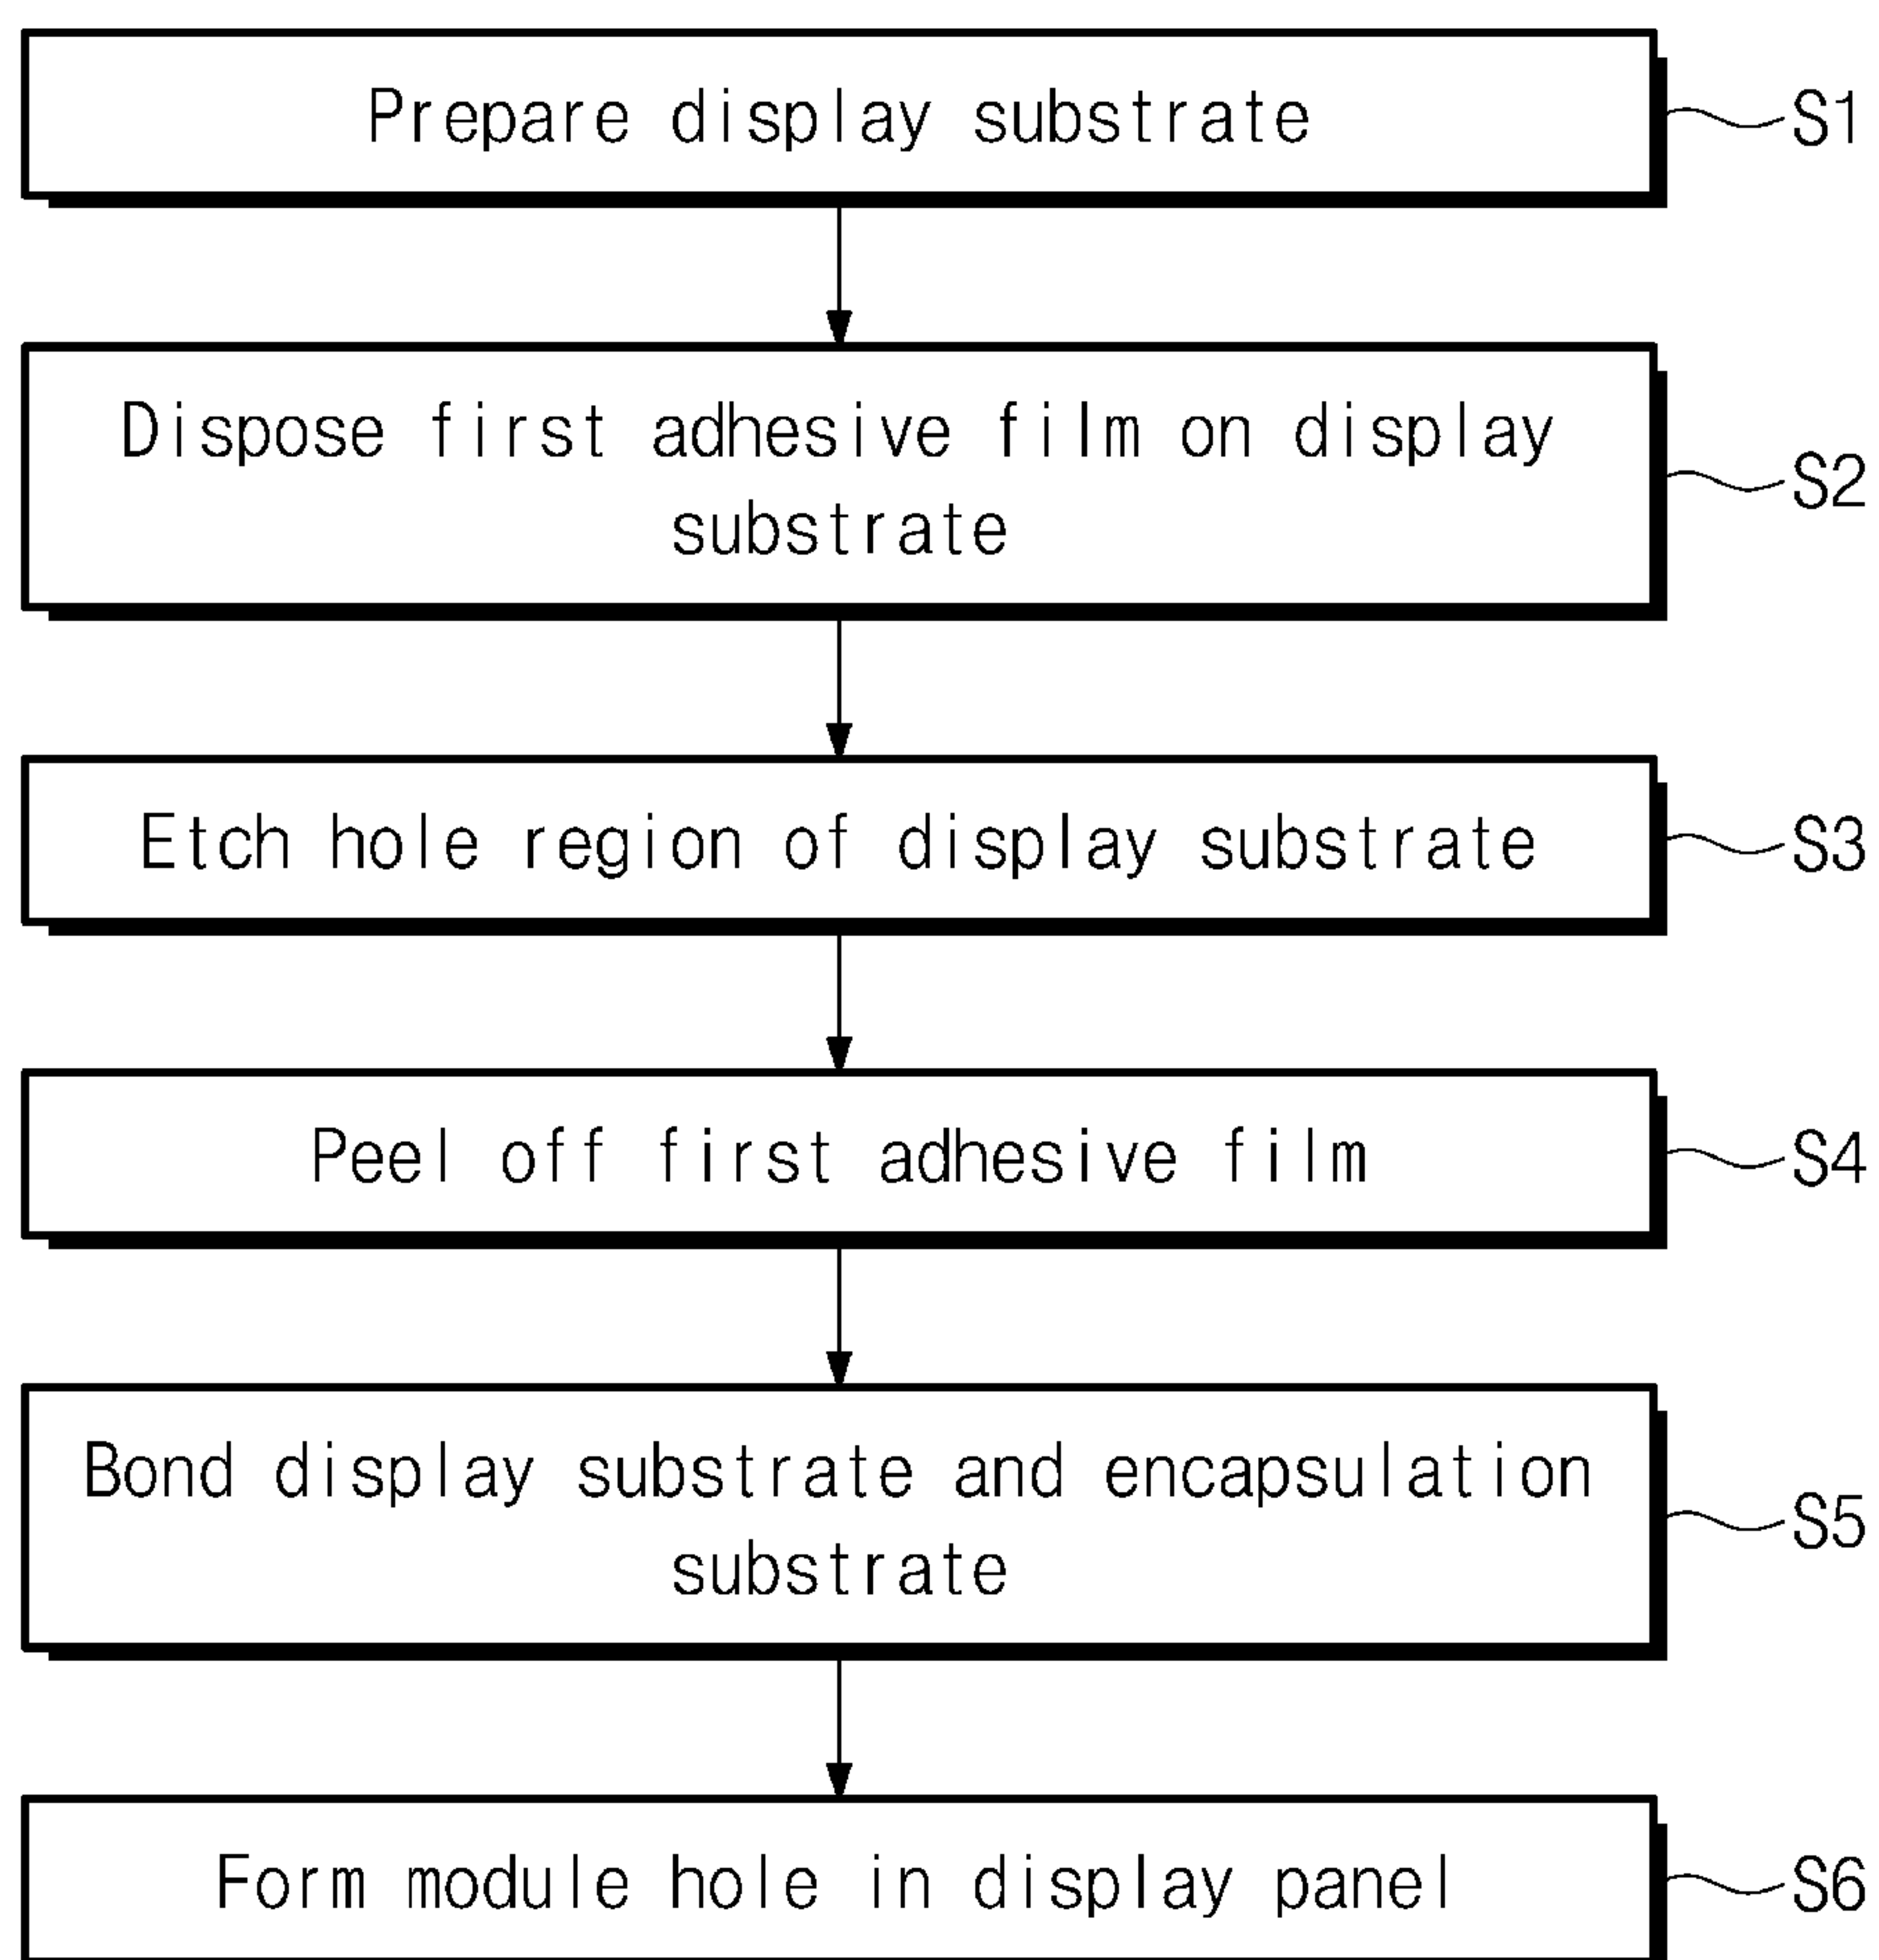 Prepare display substrate
S1
Dispose first adhesive film on display
substrate
S2
Etch hole region of display substrate
S3
Peel off first adhesive film
S4
Bond display substrate and encapsulation
substrate
S5
Form module hole in display panel
S6